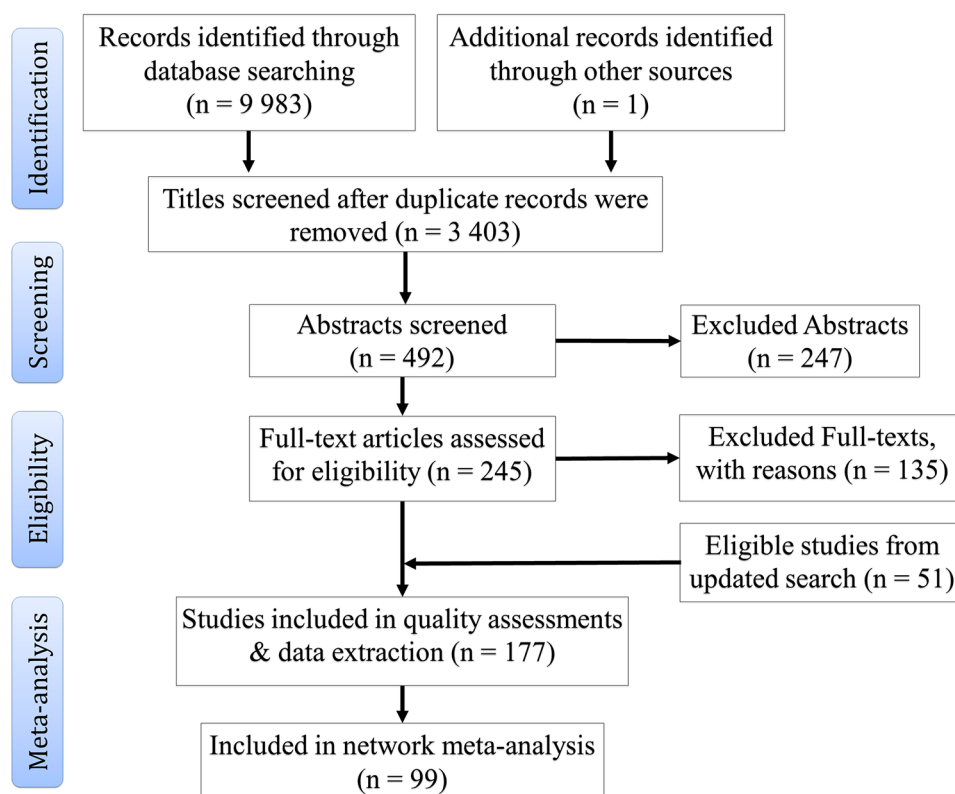 Identification
Records identified through
database searching
(n = 9 983)
Additional records identified
through other sources
(n = 1)
Titles screened after duplicate records were
removed (n = 3 403)
Screening
Abstracts screened
(n = 492)
Excluded Abstracts
(n = 247)
Eligibility
Full-text articles assessed
for eligibility (n = 245)
Excluded Full-texts,
with reasons (n = 135)
Eligible studies from
updated search (n = 51)
Meta-analysis
Studies included in quality assessments
& data extraction (n = 177)
Included in network meta-analysis
(n = 99)